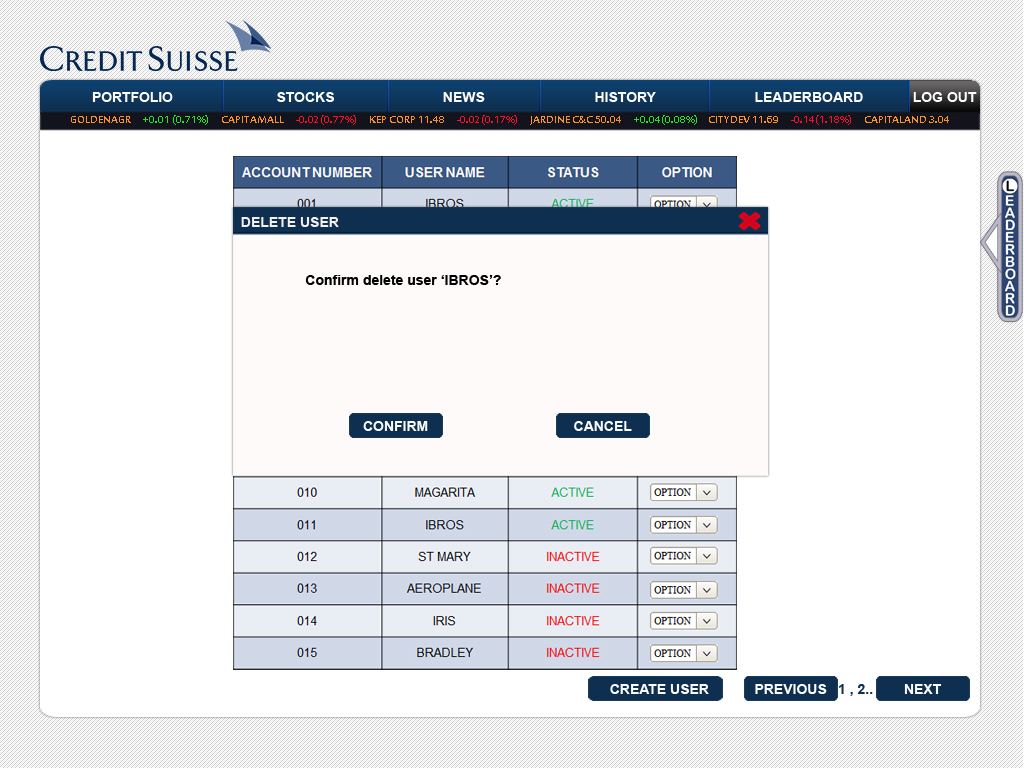 CREDIT SUISSE
PORTFOLIO STOCKS NEWS HISTORY LEADERBOARD LOG OUT
GOLDENAGR +0.01 (0.71%) CAPITAMALL -0.02(0.77%) KEP CORP 11.48 -0.02(0.17%) JARDINE C&C 50.04 +0.04(0.08%) CITYDEV 11.69 -0.14(1.18%) CAPITALAND 3.04
ACCOUNT NUMBER USER NAME STATUS OPTION
001 IBROS ACTIVE OPTION
DELETE USER
Confirm delete user ‘IBROS’?
CONFIRM CANCEL
010 MAGARITA ACTIVE OPTION
011 IBROS ACTIVE OPTION
012 ST MARY INACTIVE OPTION
013 AEROPLANE INACTIVE OPTION
014 IRIS INACTIVE OPTION
015 BRADLEY INACTIVE OPTION
CREATE USER PREVIOUS 1 , 2.. NEXT
LEADERBOARD